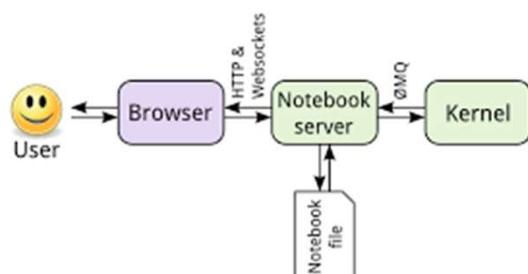 User
Browser
HTTP &
Websockets
Notebook
server
ØMQ
Kernel
Notebook
file